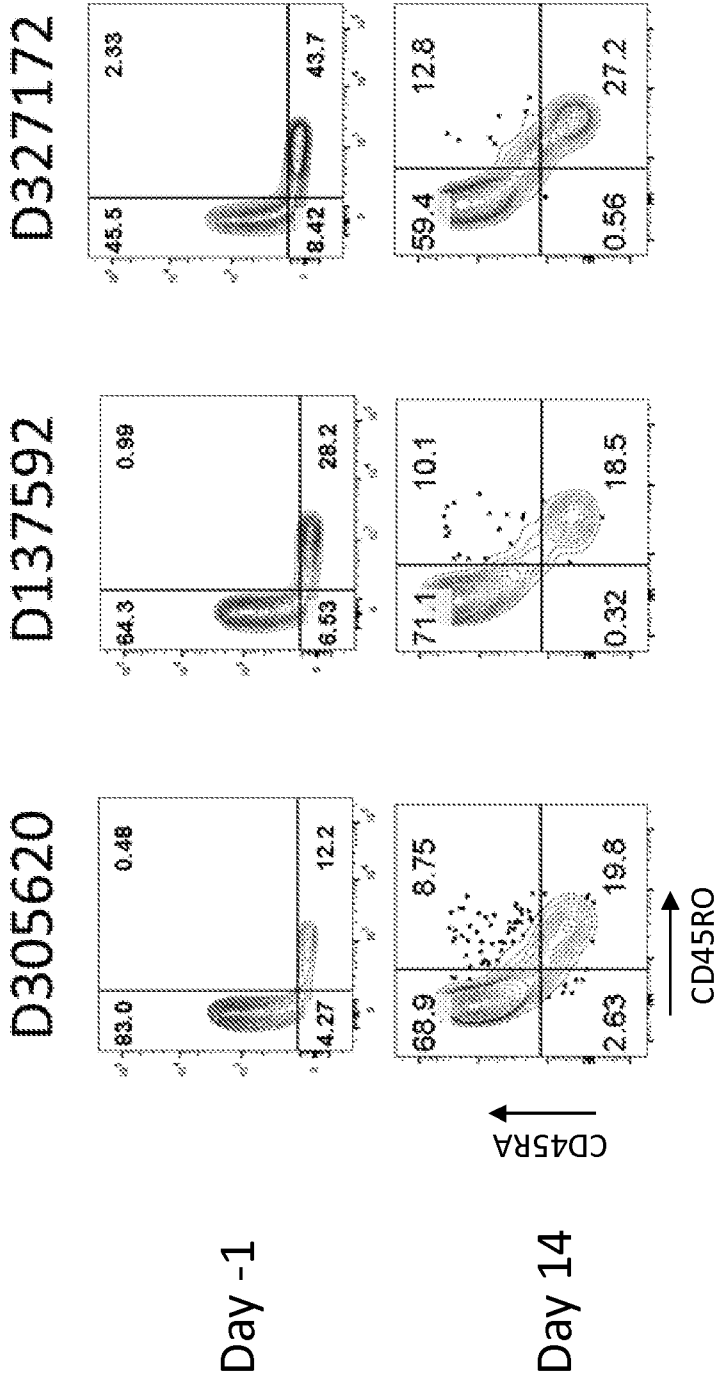 D305620 D137592 D327172
Day -1
83.0 0.48 64.3 0.99 45.5 2.33
4.27 12.2 6.53 28.2 8.42 43.7
Day 14
68.9 8.75 71.1 10.1 59.4 12.8
2.63 19.8 0.32 18.5 0.56 27.2
CD45RA
CD45RO